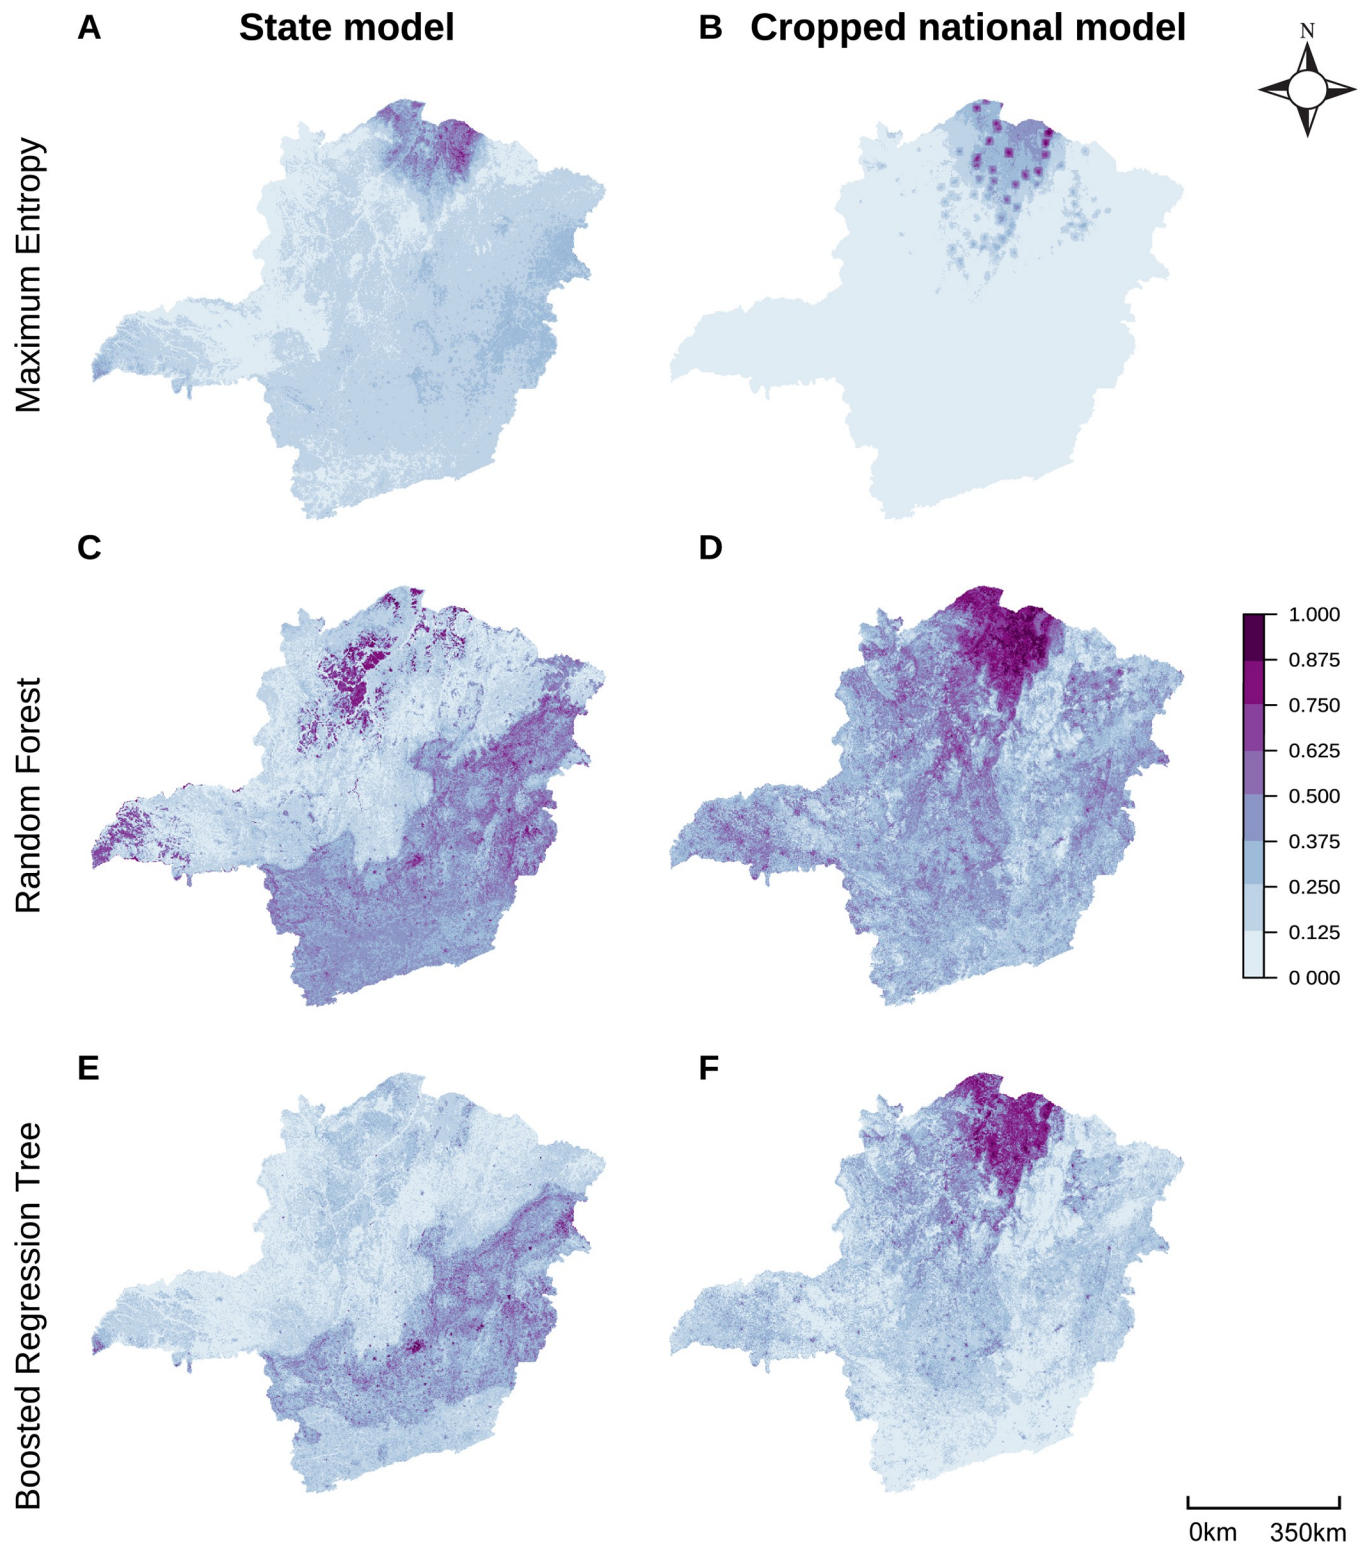 A State model
B Cropped national model
N
Maximum Entropy
C
D
Random Forest
1.000
0.875
0.750
0.625
0.500
0.375
0.250
0.125
0 000
E
F
Boosted Regression Tree
0km 350km